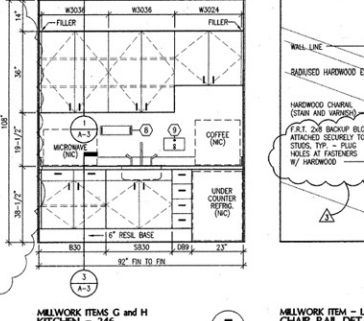 W3036 W3036 W3024
FILLER FILLER
14"
36"
108"
19-1/2"
38-1/2"
1
A-3
8
9
MICROWAVE
(NIC)
COFFEE
(NIC)
UNDER
COUNTER
REFRIG.
(NIC)
6" RESIL BASE
B30 SB30 DB9 23"
92" FIN TO FIN
3
A-3
MILLWORK ITEMS G and H
KITCHEN - 246
WALL LINE
RADIUSED HARDWOOD
HARDWOOD CHAIRAIL
(STAIN AND VARNISH)
F.R.T. 2x8 BACKUP
ATTACHED SECURELY TO
STUDS, TYP. - PLUG
HOLES AT FASTENERS
W/ HARDWOOD
3
MILLWORK ITEM -
CHAIR RAIL DET